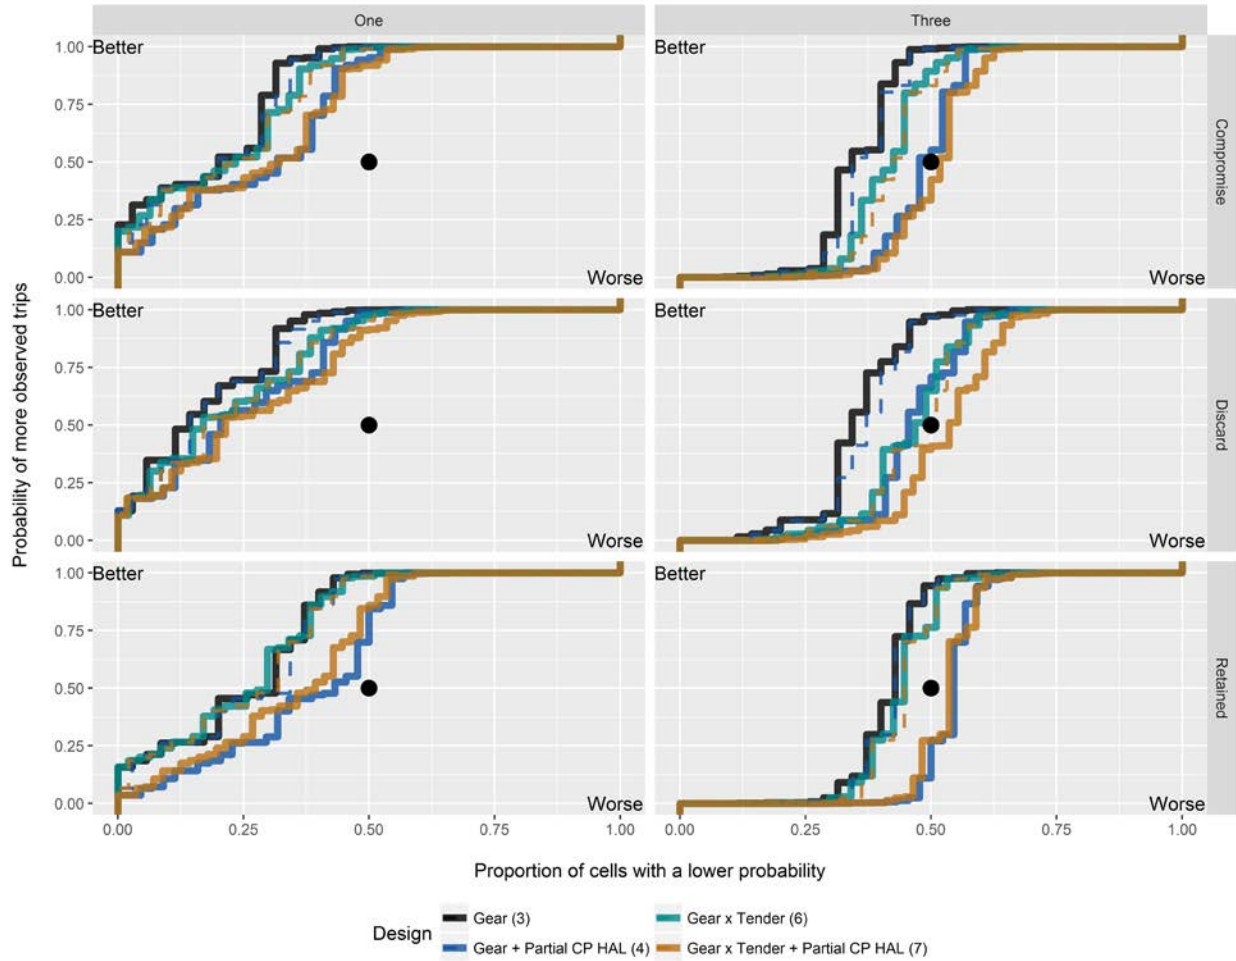 One
Three
1.00
Better
0.75
0.50
0.25
0.00
Worse
Better
Worse
Compromise
1.00
Better
0.75
0.50
0.25
0.00
Worse
Better
Worse
Discard
1.00
Better
0.75
0.50
0.25
0.00
Worse
Better
Worse
Retained
Probability of more observed trips
0.00 0.25 0.50 0.75 1.00
0.00 0.25 0.50 0.75 1.00
Proportion of cells with a lower probability
Design
Gear (3)
Gear x Tender (6)
Gear + Partial CP HAL (4)
Gear x Tender + Partial CP HAL (7)